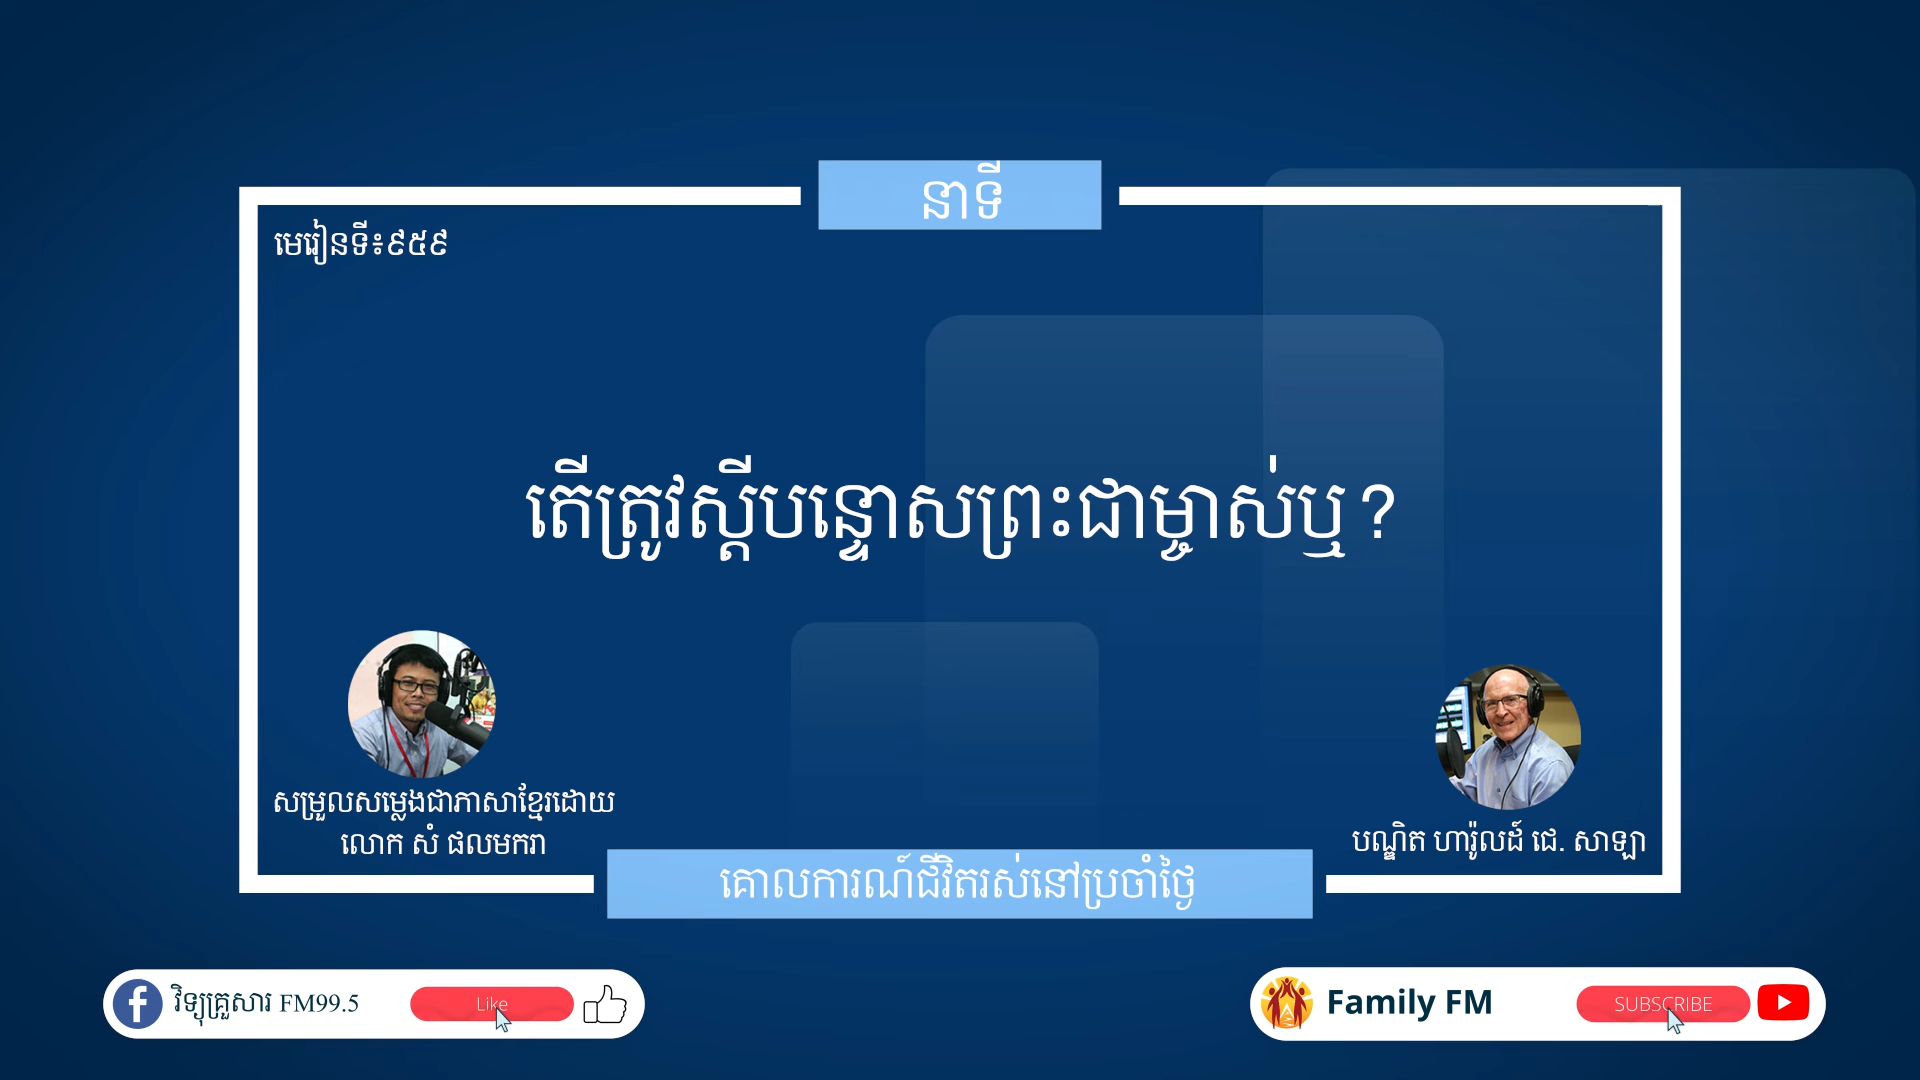 នាទី
មេរៀនទី៖៩៥៩
តើត្រូវស្ដីបន្ទោសព្រះជាម្ចាស់ឬ?
សម្រួលសម្លេងជាភាសាខ្មែរដោយ
លោក សំ ផលមករា
បណ្ឌិត ហារ៉ូលដ៍ ជេ. សាឡា
គោលការណ៍ជីវិតរស់នៅប្រចាំថ្ងៃ
វិទ្យុគ្រួសារ FM99.5
Like
Family FM
SUBSCRIBE